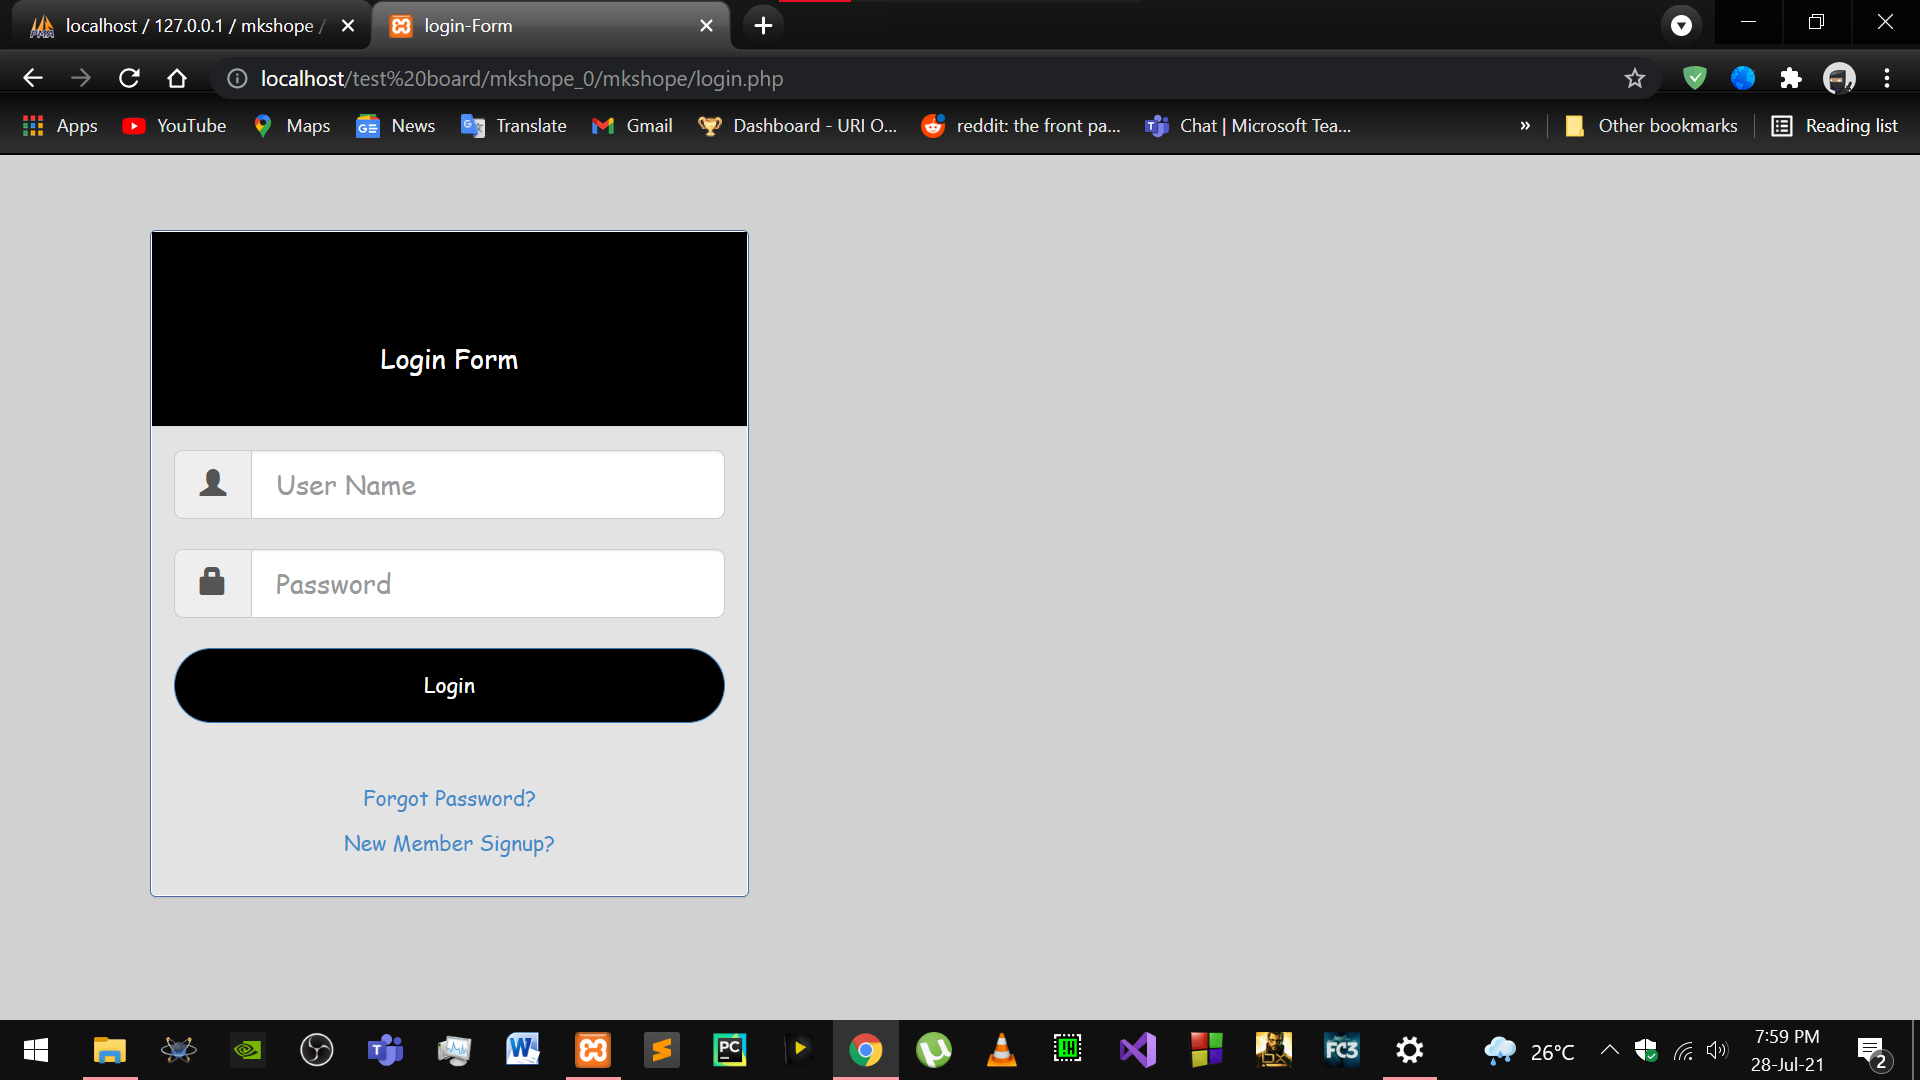 localhost / 127.0.0.1 / mkshope /
login-Form
localhost/test%20board/mkshope_0/mkshope/login.php
Apps YouTube Maps News Translate Gmail Dashboard - URI O... reddit: the front pa... Chat | Microsoft Tea... » Other bookmarks Reading list
Login Form
User Name
Password
Login
Forgot Password?
New Member Signup?
PC
FC3
26°C
7:59 PM
28-Jul-21
2